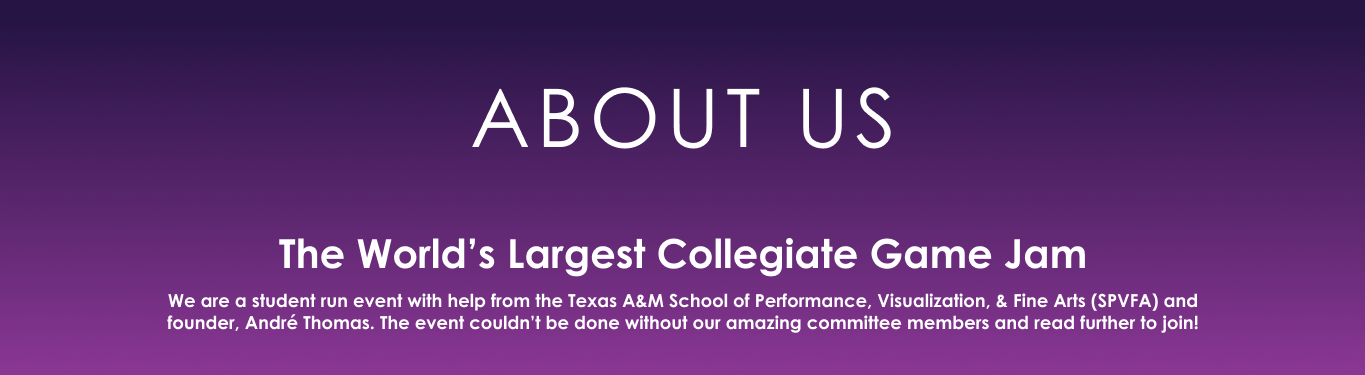 ABOUT US
The World’s Largest Collegiate Game Jam
We are a student run event with help from the Texas A&M School of Performance, Visualization, & Fine Arts (SPVFA) and
founder, André Thomas. The event couldn’t be done without our amazing committee members and read further to join!